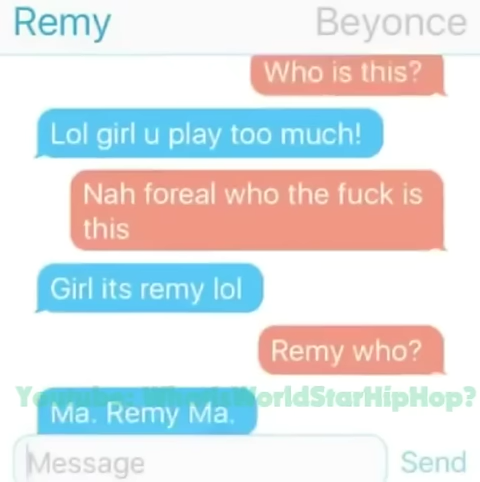 Remy Beyonce
Who is this?
Lol girl u play too much!
Nah foreal who the fuck is
this
Girl its remy lol
Remy who?
WorldStarHipHop?
Ma. Remy Ma.
Message Send